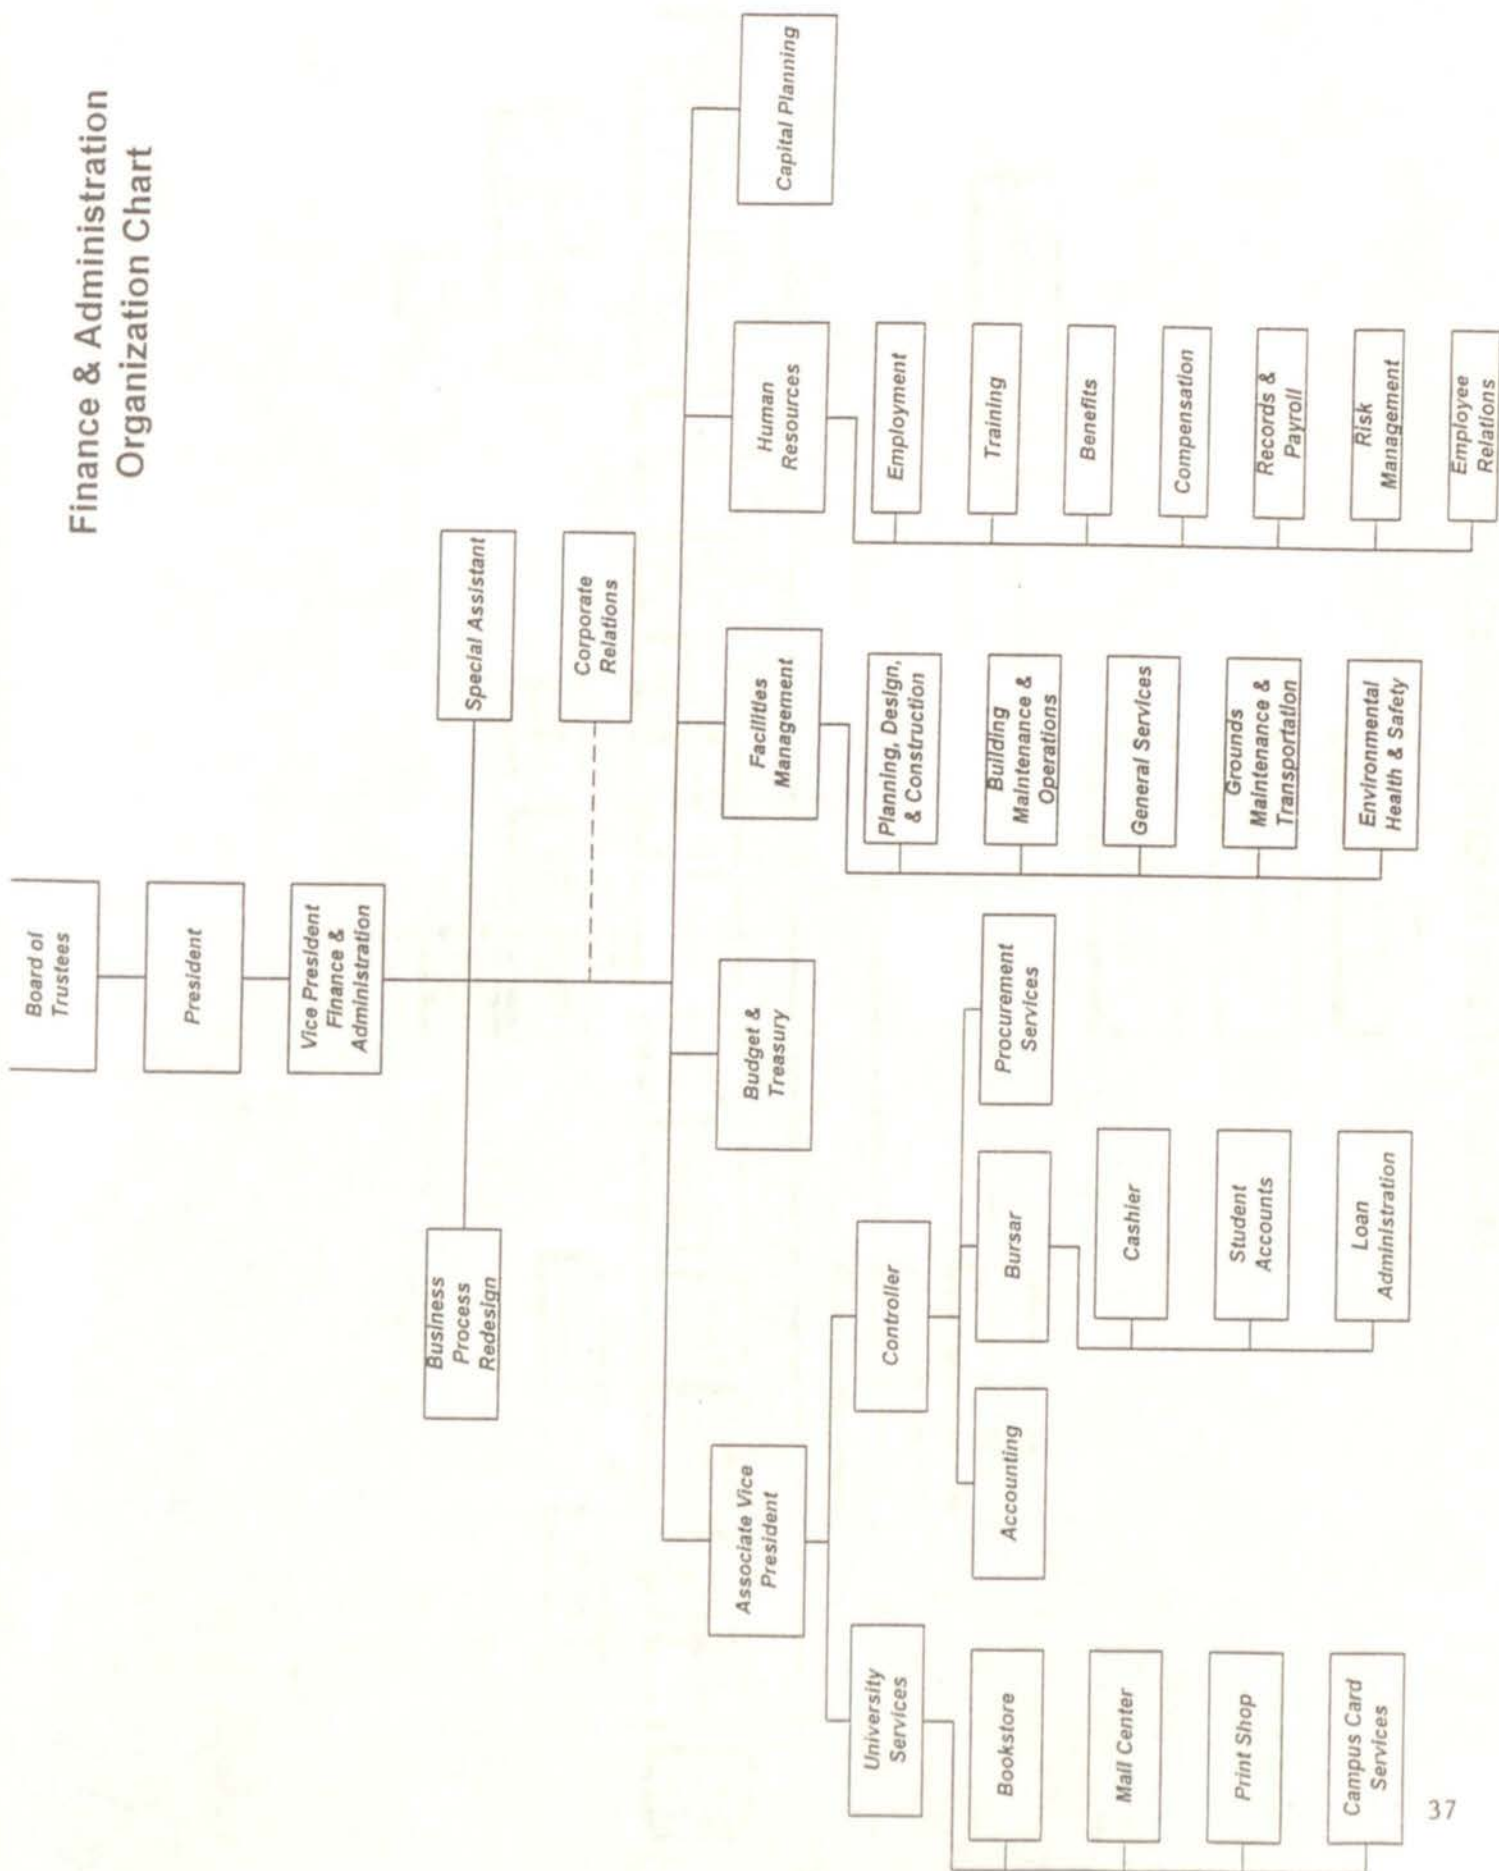 Finance & Administration
Organization Chart
Board of
Trustees
President
Vice President
Finance &
Administration
Business
Process
Redesign
Special Assistant
Corporate
Relations
Associate Vice
President
Budget &
Treasury
Facilities
Management
Human
Resources
Capital Planning
University
Services
Controller
Bookstore
Mail Center
Print Shop
Campus Card
Services
Accounting
Bursar
Procurement
Services
Cashier
Student
Accounts
Loan
Administration
Planning, Design,
& Construction
Building
Maintenance &
Operations
General Services
Grounds
Maintenance &
Transportation
Environmental
Health & Safety
Employment
Training
Benefits
Compensation
Records &
Payroll
Risk
Management
Employee
Relations
37